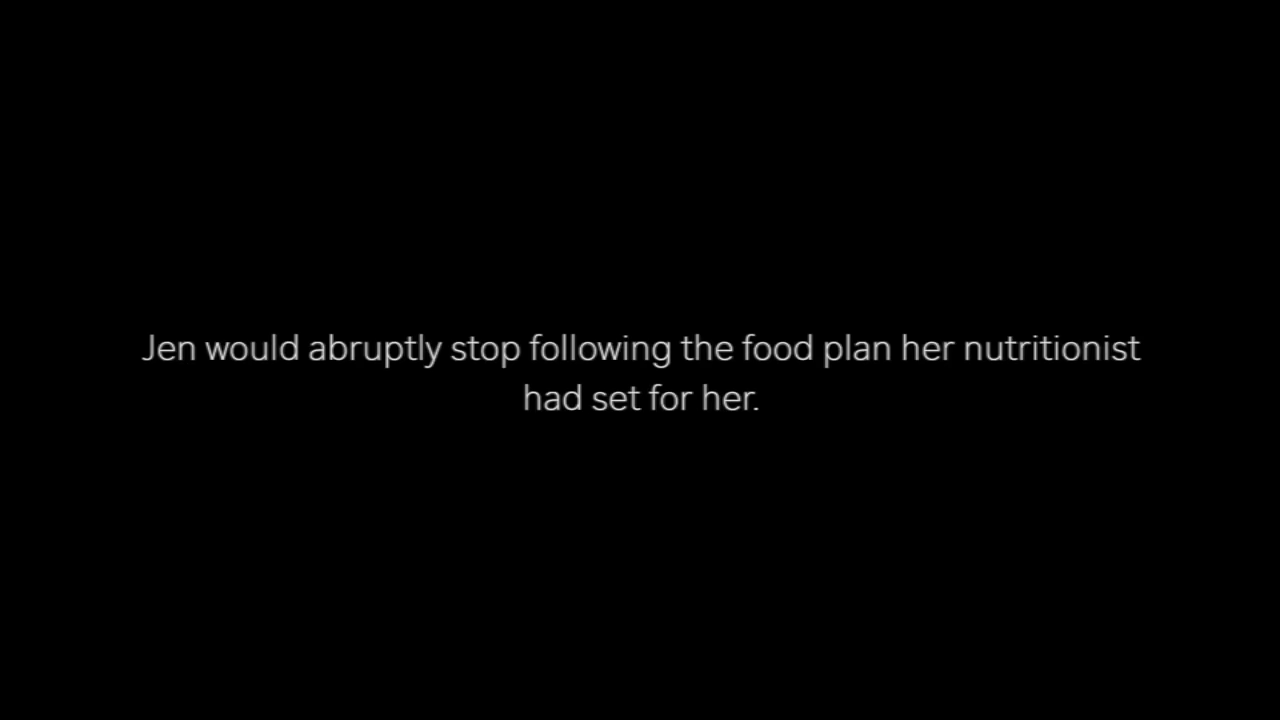 Jen would abruptly stop following the food plan her nutritionist
had set for her.